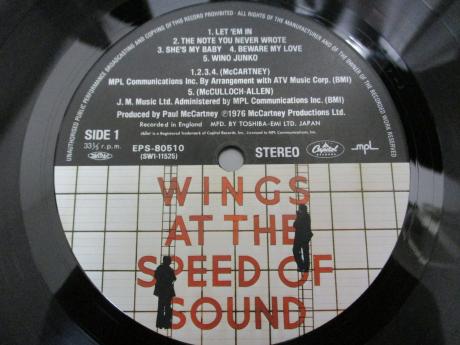 UNAUTHORISED PUBLIC PERFORMANCE, BROADCASTING AND COPYING OF THIS RECORD PROHIBITED · ALL RIGHTS OF THE MANUFACTURER AND OF THE OWNER OF THE RECORDED WORK RESERVED
1. LET 'EM IN
2. THE NOTE YOU NEVER WROTE
3. SHE'S MY BABY 4. BEWARE MY LOVE
5. WINO JUNKO
1.2.3.4. (McCARTNEY)
MPL Communications Inc. By Arrangement with ATV Music Corp. (BMI)
5. (McCULLOCH-ALLEN)
J. M. Music Ltd. Administered by MPL Communications Inc. (BMI)
Produced by Paul McCartney ℗1976 McCartney Productions Ltd.
Recorded in England MFD. BY TOSHIBA-EMI LTD. JAPAN
SIDE 1
33⅓ r.p.m.
EPS-80510
(SW1-11525)
STEREO
Capitol
mpl
WINGS
AT THE
SPEED OF
SOUND